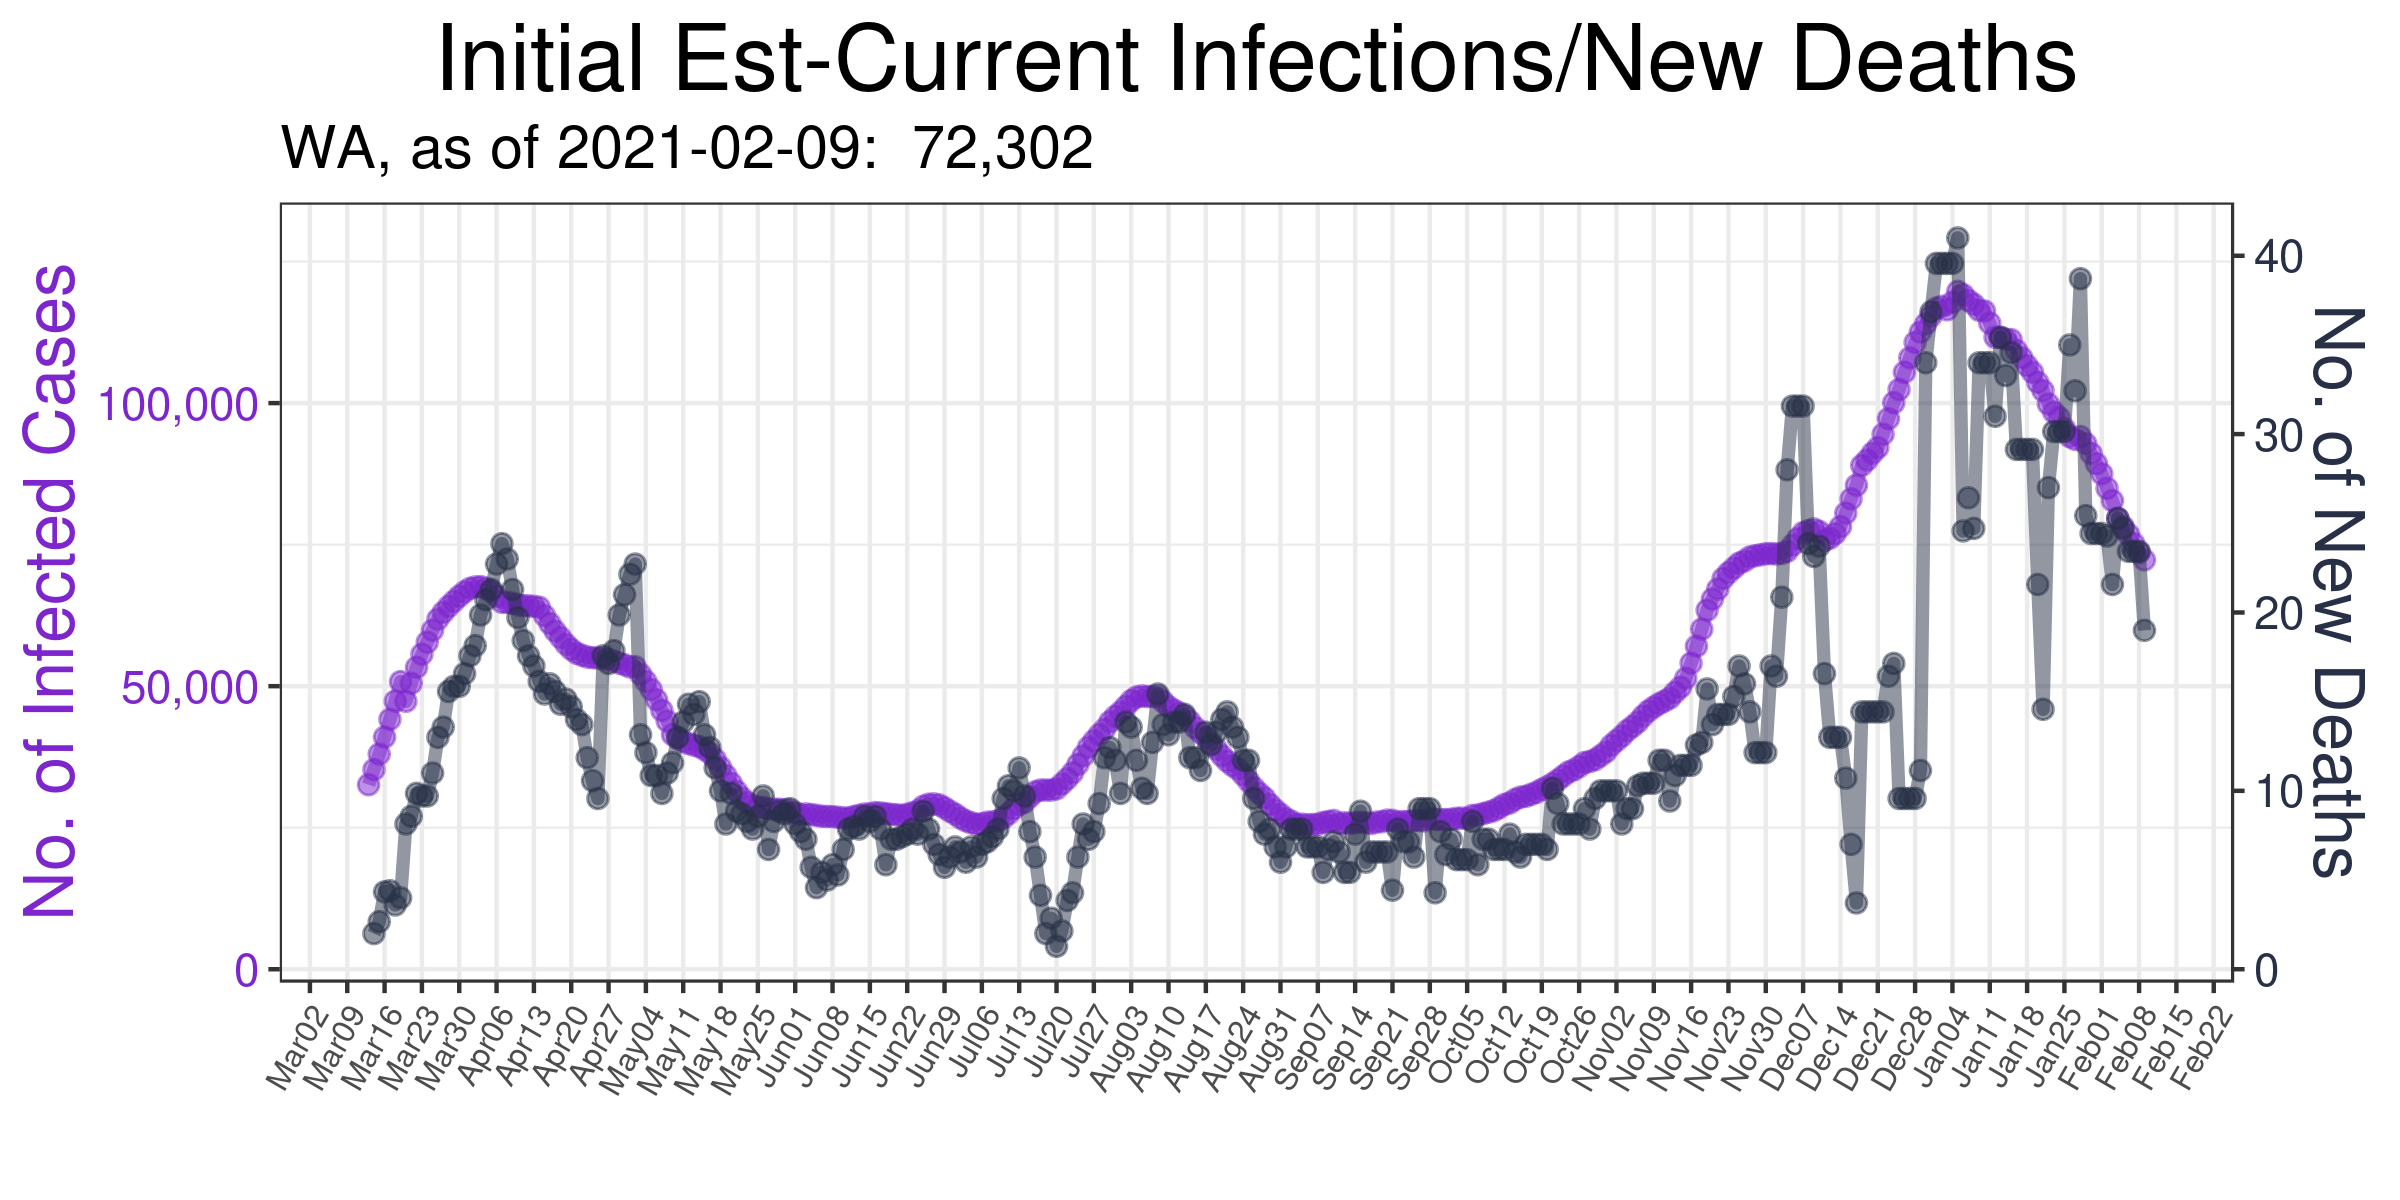 Initial Est-Current Infections/New Deaths
WA, as of 2021-02-09: 72,302
No. of Infected Cases
100,000
50,000
0
40
30
20
10
0
No. of New Deaths
Mar02
Mar09
Mar16
Mar23
Mar30
Apr06
Apr13
Apr20
Apr27
May04
May11
May18
May25
Jun01
Jun08
Jun15
Jun22
Jun29
Jul06
Jul13
Jul20
Jul27
Aug03
Aug10
Aug17
Aug24
Aug31
Sep07
Sep14
Sep21
Sep28
Oct05
Oct12
Oct19
Oct26
Nov02
Nov09
Nov16
Nov23
Nov30
Dec07
Dec14
Dec21
Dec28
Jan04
Jan11
Jan18
Jan25
Feb01
Feb08
Feb15
Feb22